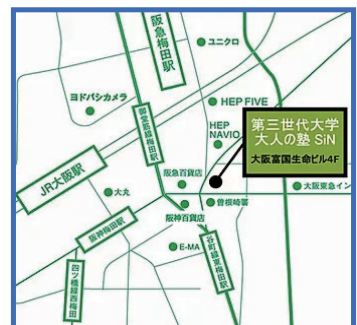 阪急梅田駅
ユニクロ
ヨドバシカメラ
御堂筋線梅田駅
HEP FIVE
HEP
NAVIO
第三世代大学
大人の塾 SiN
大阪富国生命ビル4F
JR大阪駅
大丸
阪急百貨店
大阪東急イン
曽根崎署
阪神梅田駅
阪神百貨店
E-MA
谷町線東梅田駅
四ツ橋線西梅田